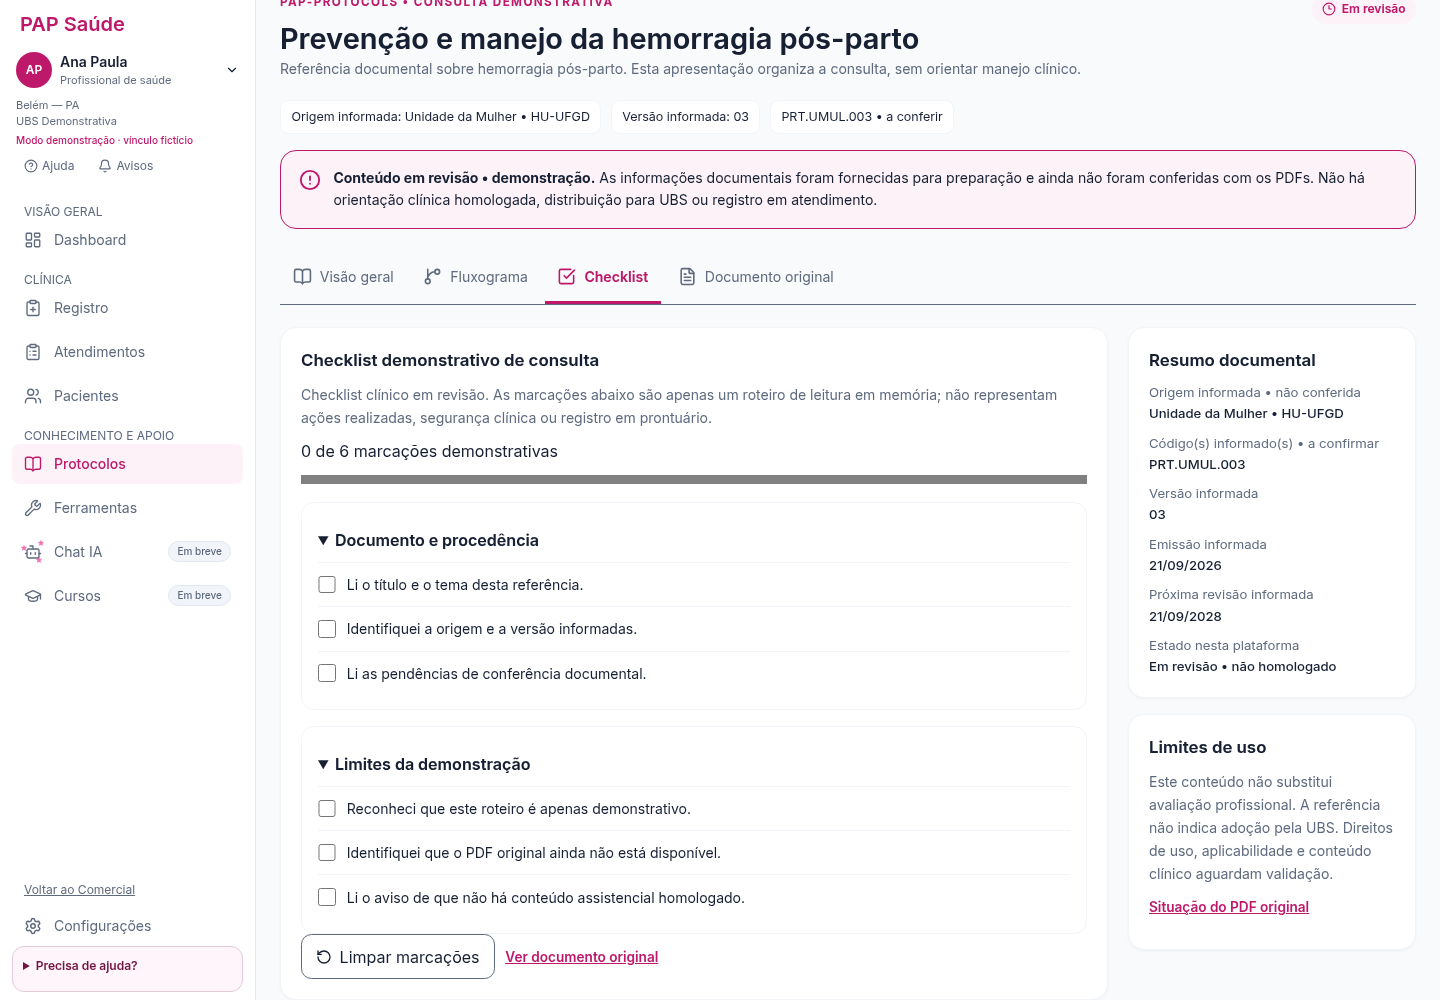 PAP Saúde
AP
Ana Paula
Profissional de saúde
Belém — PA
UBS Demonstrativa
Modo demonstração · vínculo fictício
Ajuda
Avisos
VISÃO GERAL
Dashboard
CLÍNICA
Registro
Atendimentos
Pacientes
CONHECIMENTO E APOIO
Protocolos
Ferramentas
Chat IA
Em breve
Cursos
Em breve
Voltar ao Comercial
Configurações
Precisa de ajuda?
PAP-PROTOCOLS • CONSULTA DEMONSTRATIVA
Em revisão
Prevenção e manejo da hemorragia pós-parto
Referência documental sobre hemorragia pós-parto. Esta apresentação organiza a consulta, sem orientar manejo clínico.
Origem informada: Unidade da Mulher • HU-UFGD
Versão informada: 03
PRT.UMUL.003 • a conferir
Conteúdo em revisão • demonstração. As informações documentais foram fornecidas para preparação e ainda não foram conferidas com os PDFs. Não há
orientação clínica homologada, distribuição para UBS ou registro em atendimento.
Visão geral
Fluxograma
Checklist
Documento original
Checklist demonstrativo de consulta
Checklist clínico em revisão. As marcações abaixo são apenas um roteiro de leitura em memória; não representam
ações realizadas, segurança clínica ou registro em prontuário.
0 de 6 marcações demonstrativas
Documento e procedência
Li o título e o tema desta referência.
Identifiquei a origem e a versão informadas.
Li as pendências de conferência documental.
Limites da demonstração
Reconheci que este roteiro é apenas demonstrativo.
Identifiquei que o PDF original ainda não está disponível.
Li o aviso de que não há conteúdo assistencial homologado.
Limpar marcações
Ver documento original
Resumo documental
Origem informada • não conferida
Unidade da Mulher • HU-UFGD
Código(s) informado(s) • a confirmar
PRT.UMUL.003
Versão informada
03
Emissão informada
21/09/2026
Próxima revisão informada
21/09/2028
Estado nesta plataforma
Em revisão • não homologado
Limites de uso
Este conteúdo não substitui
avaliação profissional. A referência
não indica adoção pela UBS. Direitos
de uso, aplicabilidade e conteúdo
clínico aguardam validação.
Situação do PDF original